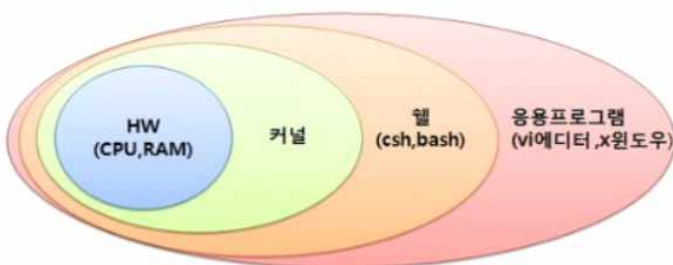 HW
(CPU,RAM)
커널
쉘
(csh,bash)
응용프로그램
(vi에디터 ,x윈도우)